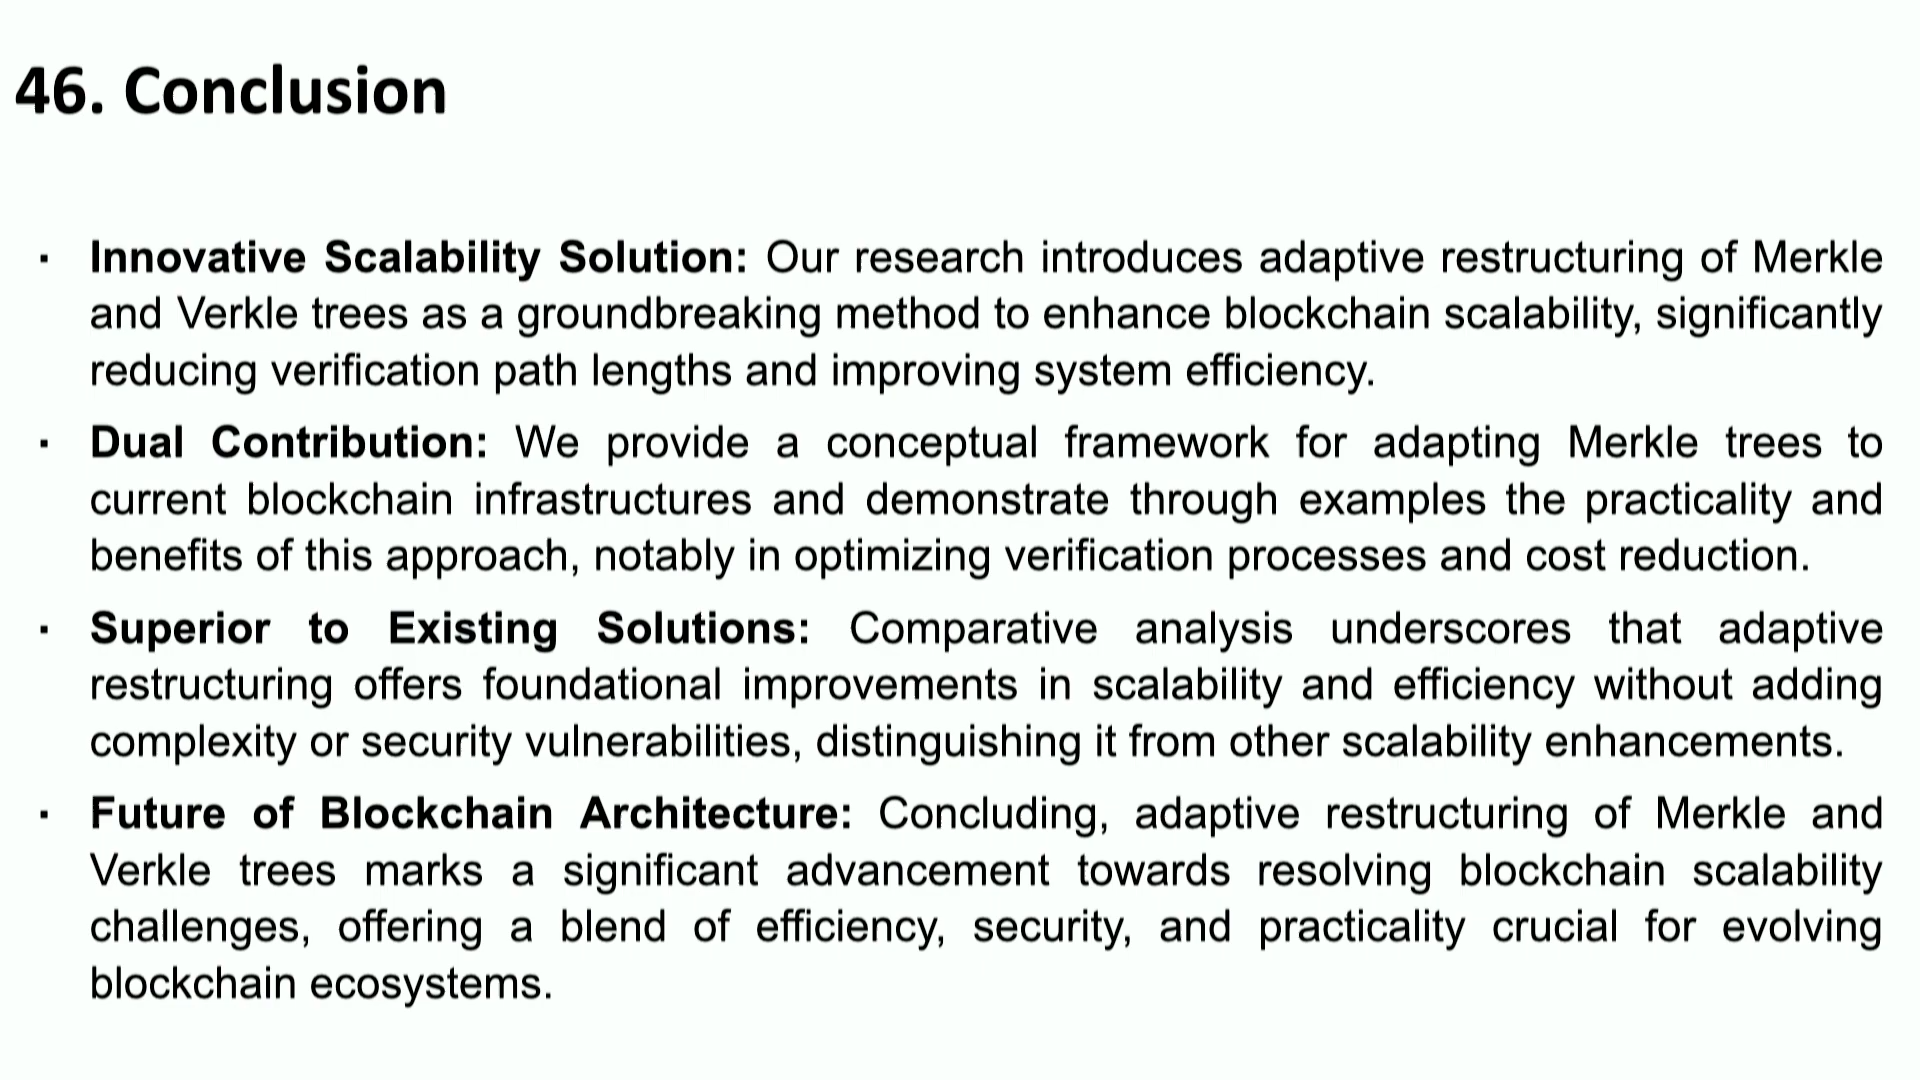 46. Conclusion
▪ Innovative Scalability Solution: Our research introduces adaptive restructuring of Merkle
and Verkle trees as a groundbreaking method to enhance blockchain scalability, significantly
reducing verification path lengths and improving system efficiency.
▪ Dual Contribution: We provide a conceptual framework for adapting Merkle trees to
current blockchain infrastructures and demonstrate through examples the practicality and
benefits of this approach, notably in optimizing verification processes and cost reduction.
▪ Superior to Existing Solutions: Comparative analysis underscores that adaptive
restructuring offers foundational improvements in scalability and efficiency without adding
complexity or security vulnerabilities, distinguishing it from other scalability enhancements.
▪ Future of Blockchain Architecture: Concluding, adaptive restructuring of Merkle and
Verkle trees marks a significant advancement towards resolving blockchain scalability
challenges, offering a blend of efficiency, security, and practicality crucial for evolving
blockchain ecosystems.